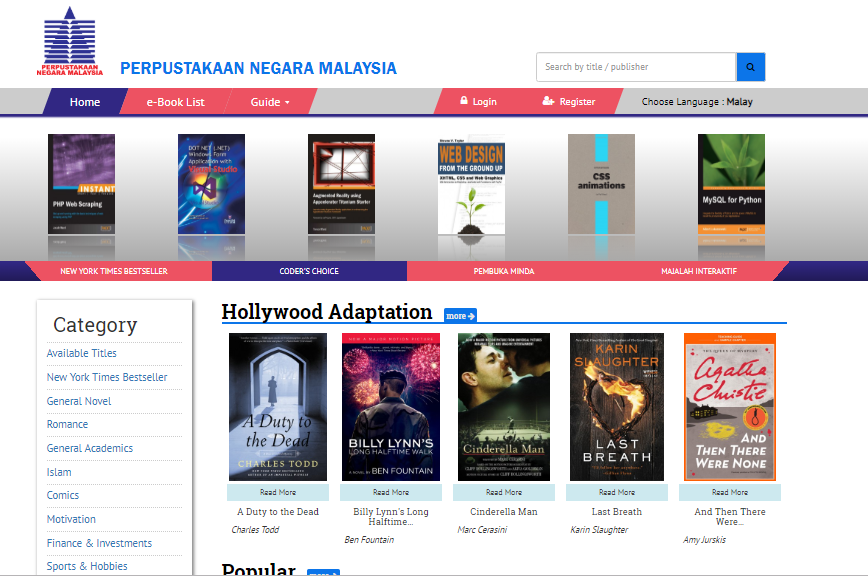 PERPUSTAKAAN
NEGARA MALAYSIA
PERPUSTAKAAN NEGARA MALAYSIA
Search by title / publisher
Home
e-Book List
Guide
Login
Register
Choose Language : Malay
INSTANT
PHP Web Scraping
DOT NET (.NET)
Windows Form
Application with
Visual Studio
Augmented Reality using
Appcelerator Titanium Starter
WEB DESIGN
FROM THE GROUND UP
XHTML, CSS and Web Graphics
CSS
animations
MySQL for Python
NEW YORK TIMES BESTSELLER
CODER'S CHOICE
PEMBUKA MINDA
MAJALAH INTERAKTIF
Category
Available Titles
New York Times Bestseller
General Novel
Romance
General Academics
Islam
Comics
Motivation
Finance & Investments
Sports & Hobbies
Hollywood Adaptation
more
A Duty to
the Dead
CHARLES TODD
NOW A MAJOR MOTION PICTURE
BILLY LYNN'S
LONG HALFTIME WALK
A NOVEL BY BEN FOUNTAIN
Cinderella Man
KARIN
SLAUGHTER
LAST
BREATH
THE QUEEN OF MYSTERY
Agatha
Christie
AND
THEN THERE
WERE NONE
Read More
Read More
Read More
Read More
Read More
A Duty to the Dead
Charles Todd
Billy Lynn's Long
Halftime...
Ben Fountain
Cinderella Man
Marc Cerasini
Last Breath
Karin Slaughter
And Then There
Were...
Amy Jurskis
Popular
more